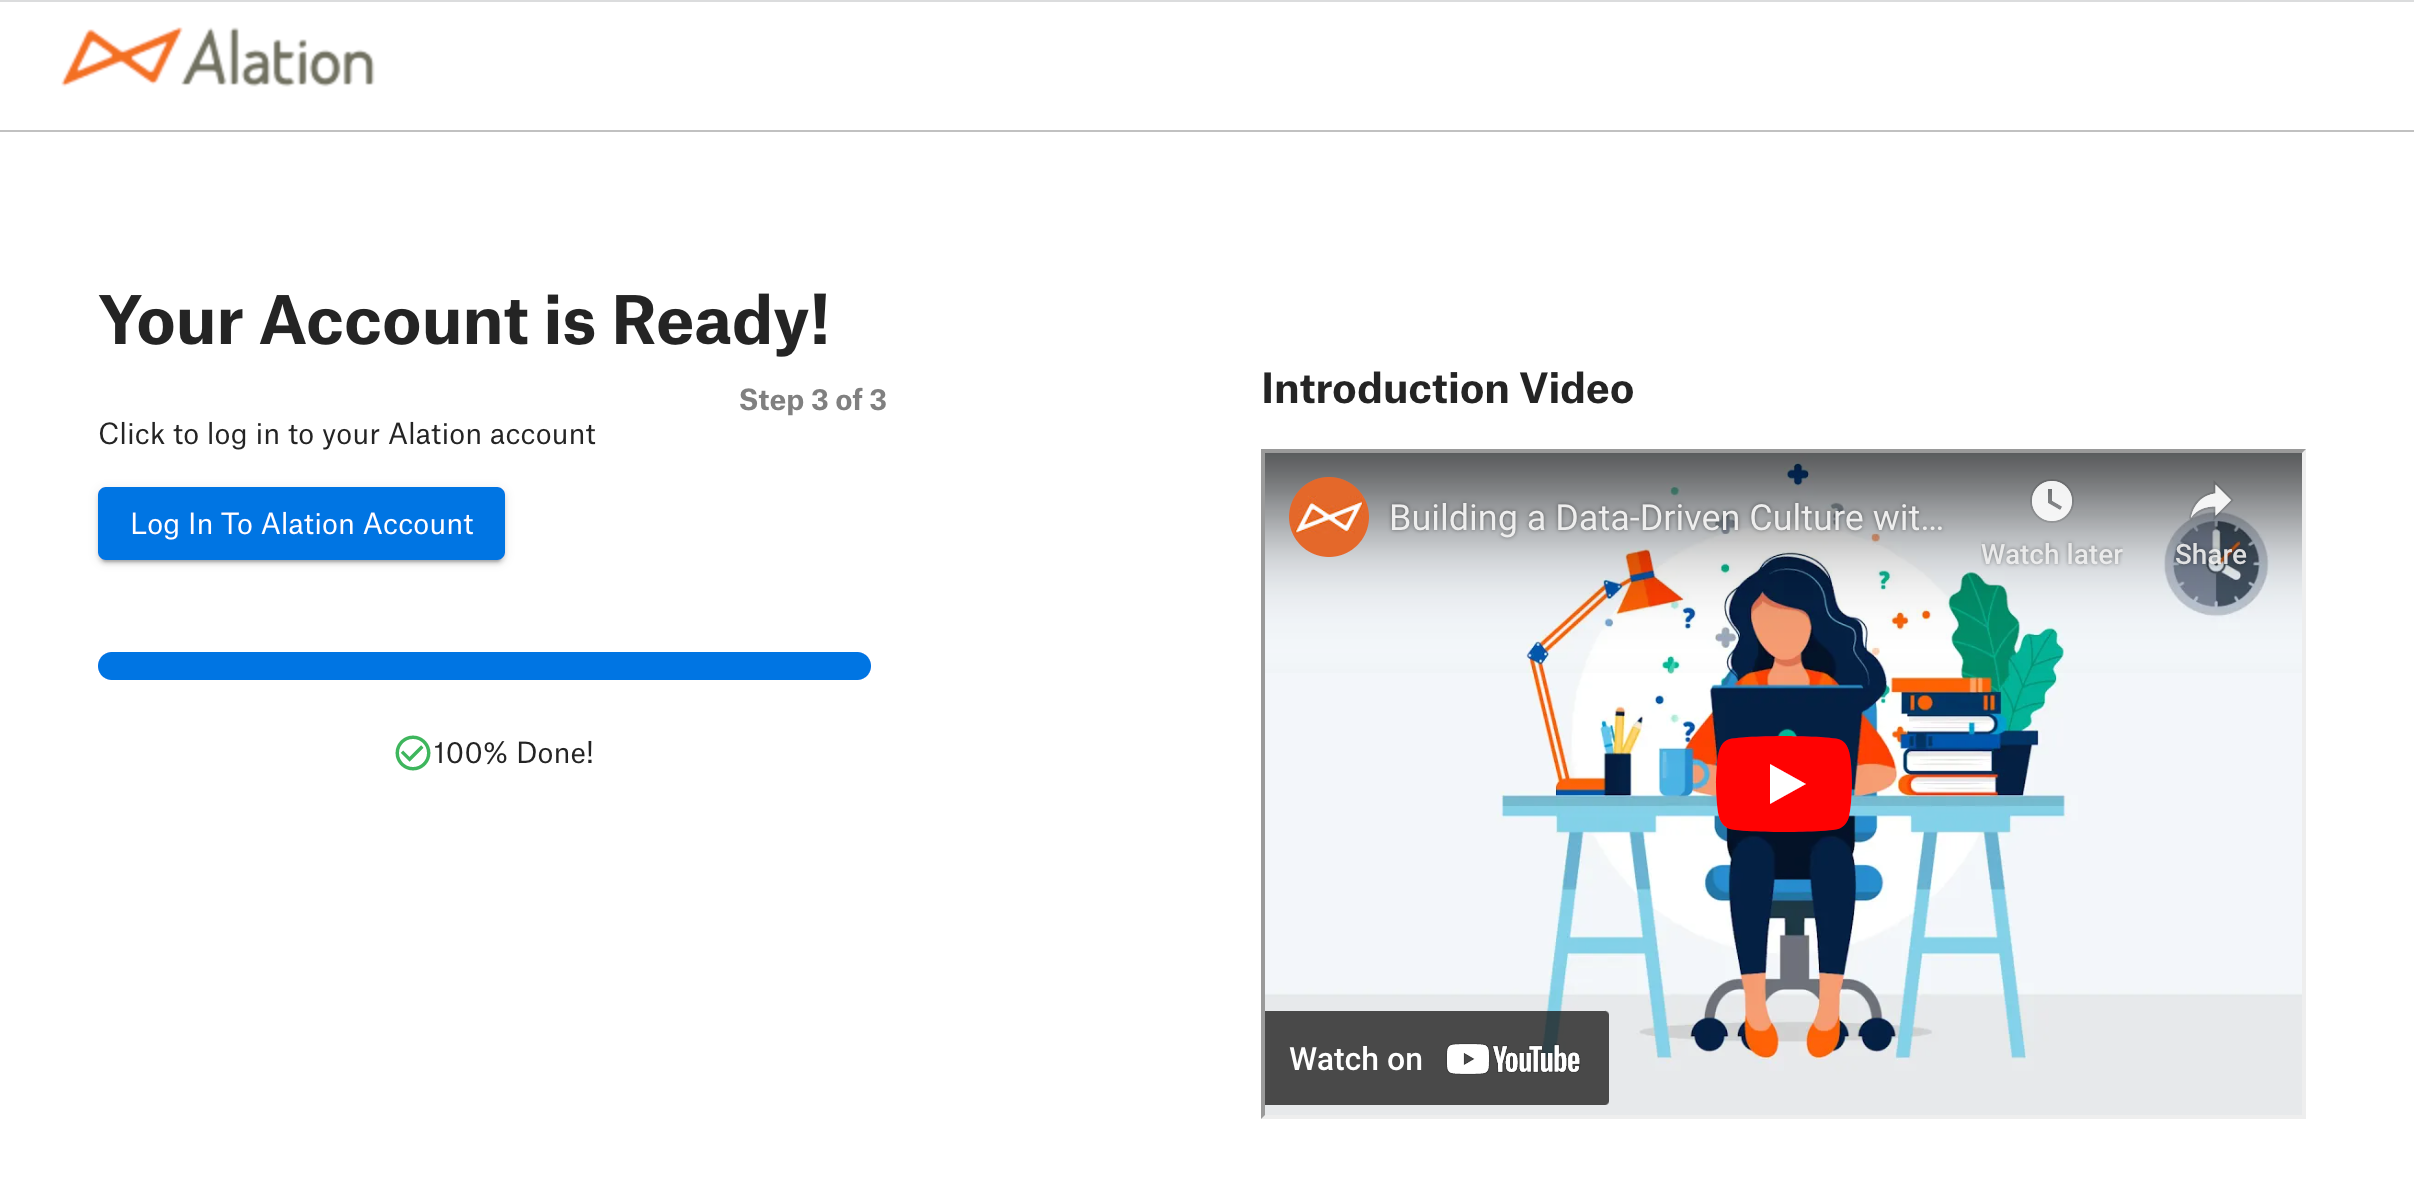 Alation
Your Account is Ready!
Step 3 of 3
Click to log in to your Alation account
Log In To Alation Account
100% Done!
Introduction Video
Building a Data-Driven Culture wit...
Watch later
Share
Watch on YouTube